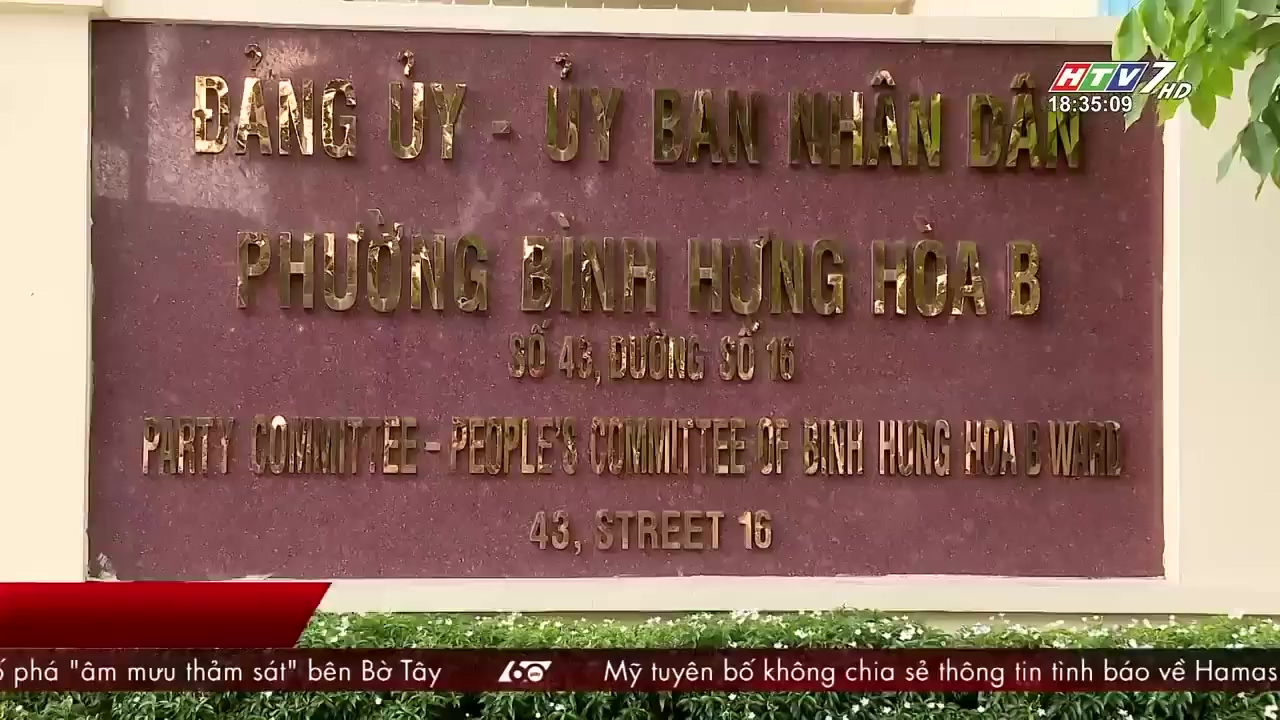 HTV7 HD
18:35:09
ĐẢNG ỦY - ỦY BAN NHÂN DÂN
PHƯỜNG BÌNH HƯNG HÒA B
SỐ 43, ĐƯỜNG SỐ 16
PARTY COMMITTEE - PEOPLE'S COMMITTEE OF BINH HUNG HOA B WARD
43, STREET 16
phá "âm mưu thảm sát" bên Bờ Tây 60 Mỹ tuyên bố không chia sẻ thông tin tình báo về Hamas